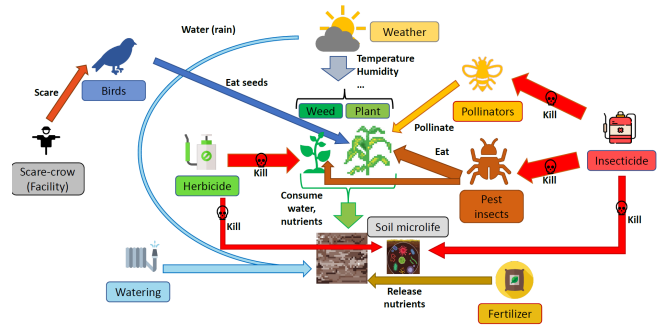 Water (rain)
Weather
Temperature
Humidity
...
Scare
Birds
Eat seeds
Weed
Plant
Pollinators
Kill
Pollinate
Insecticide
Scare-crow
(Facility)
Herbicide
Kill
Eat
Kill
Pest
insects
Consume
water,
nutrients
Kill
Soil microlife
Kill
Watering
Release
nutrients
Fertilizer